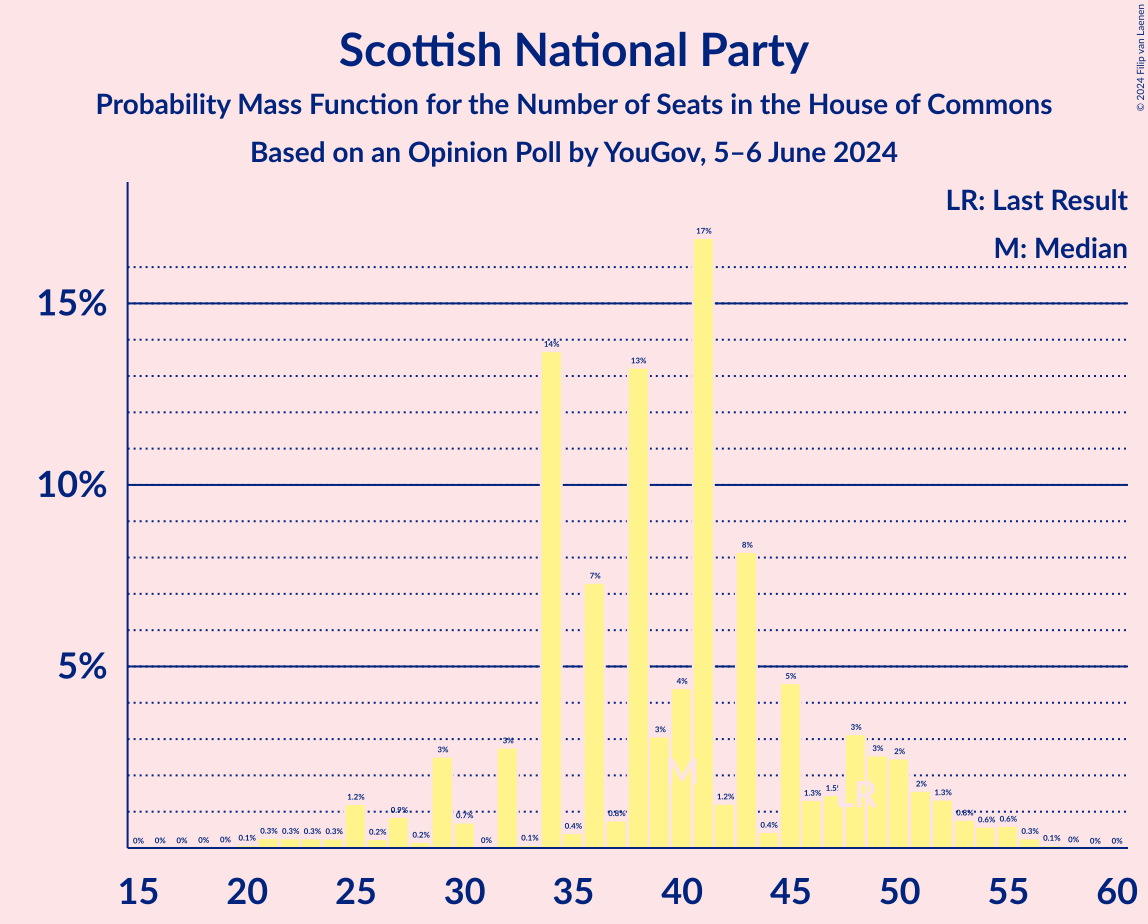 Scottish National Party
Probability Mass Function for the Number of Seats in the House of Commons
Based on an Opinion Poll by YouGov, 5–6 June 2024
© 2024 Filip van Laenen
LR: Last Result
M: Median
15%
10%
5%
0% 0% 0% 0% 0% 0.1% 0.3% 0.3% 0.3% 0.3% 1.2% 0.2% 0.9% 0.2% 3% 0.7% 0% 3% 0.1% 14% 0.4% 7% 0.8% 13% 3% 4% 17% 1.2% 8% 0.4% 5% 1.3% 1.5% 3% 3% 2% 2% 1.3% 0.8% 0.6% 0.6% 0.3% 0.1% 0% 0% 0%
M
LR
15 20 25 30 35 40 45 50 55 60